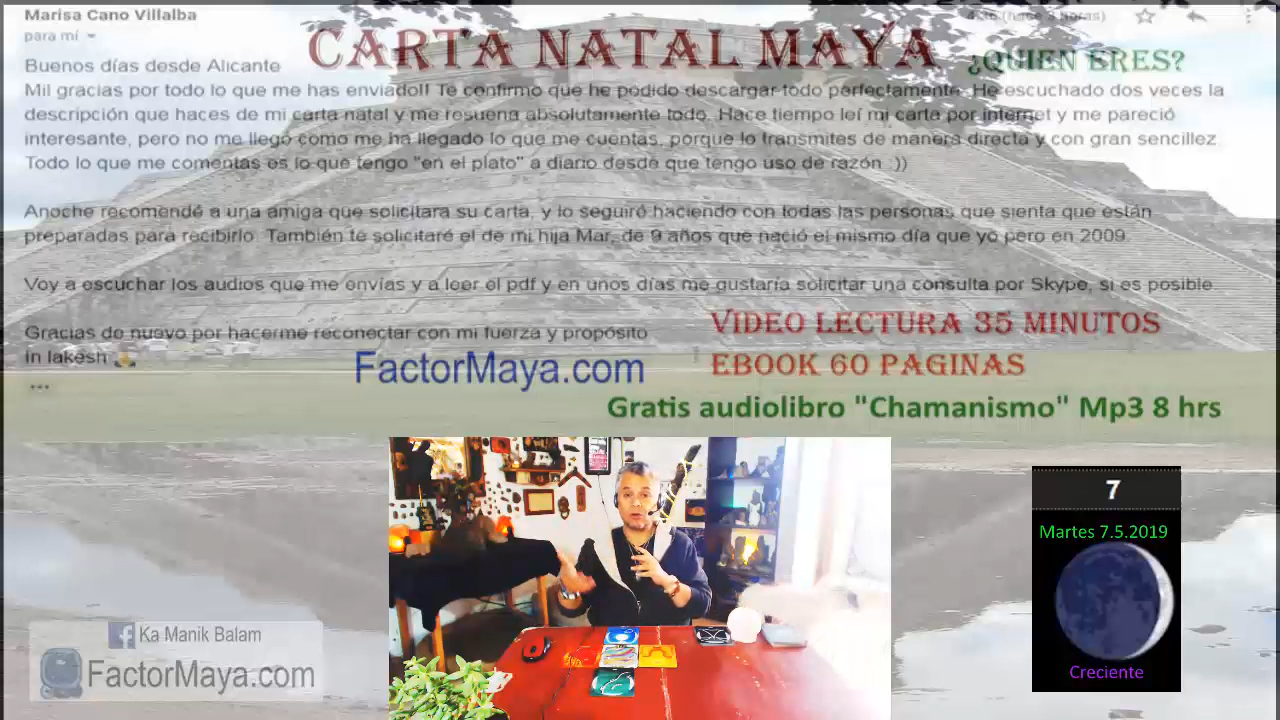 Marisa Cano Villalba
para mí
CARTA NATAL MAYA
¿QUIEN ERES?
Buenos días desde Alicante
Mil gracias por todo lo que me has enviado!! Te confirmo que he podido descargar todo perfectamente. He escuchado dos veces la
descripción que haces de mi carta natal y me resuena absolutamente todo. Hace tiempo leí mi carta por internet y me pareció
interesante, pero no me llegó como me ha llegado lo que me cuentas, porque lo transmites de manera directa y con gran sencillez.
Todo lo que me comentas es lo que tengo "en el plato" a diario desde que tengo uso de razón :))
Anoche recomendé a una amiga que solicitara su carta, y lo seguiré haciendo con todas las personas que sienta que están
preparadas para recibirlo. También te solicitaré el de mi hija Mar, de 9 años que nació el mismo día que yo pero en 2009.
Voy a escuchar los audios que me envías y a leer el pdf y en unos días me gustaría solicitar una consulta por Skype, si es posible.
Gracias de nuevo por hacerme reconectar con mi fuerza y propósito
In lakesh
...
VIDEO LECTURA 35 MINUTOS
EBOOK 60 PAGINAS
FactorMaya.com
Gratis audiolibro "Chamanismo" Mp3 8 hrs
7
Martes 7.5.2019
Creciente
Ka Manik Balam
FactorMaya.com